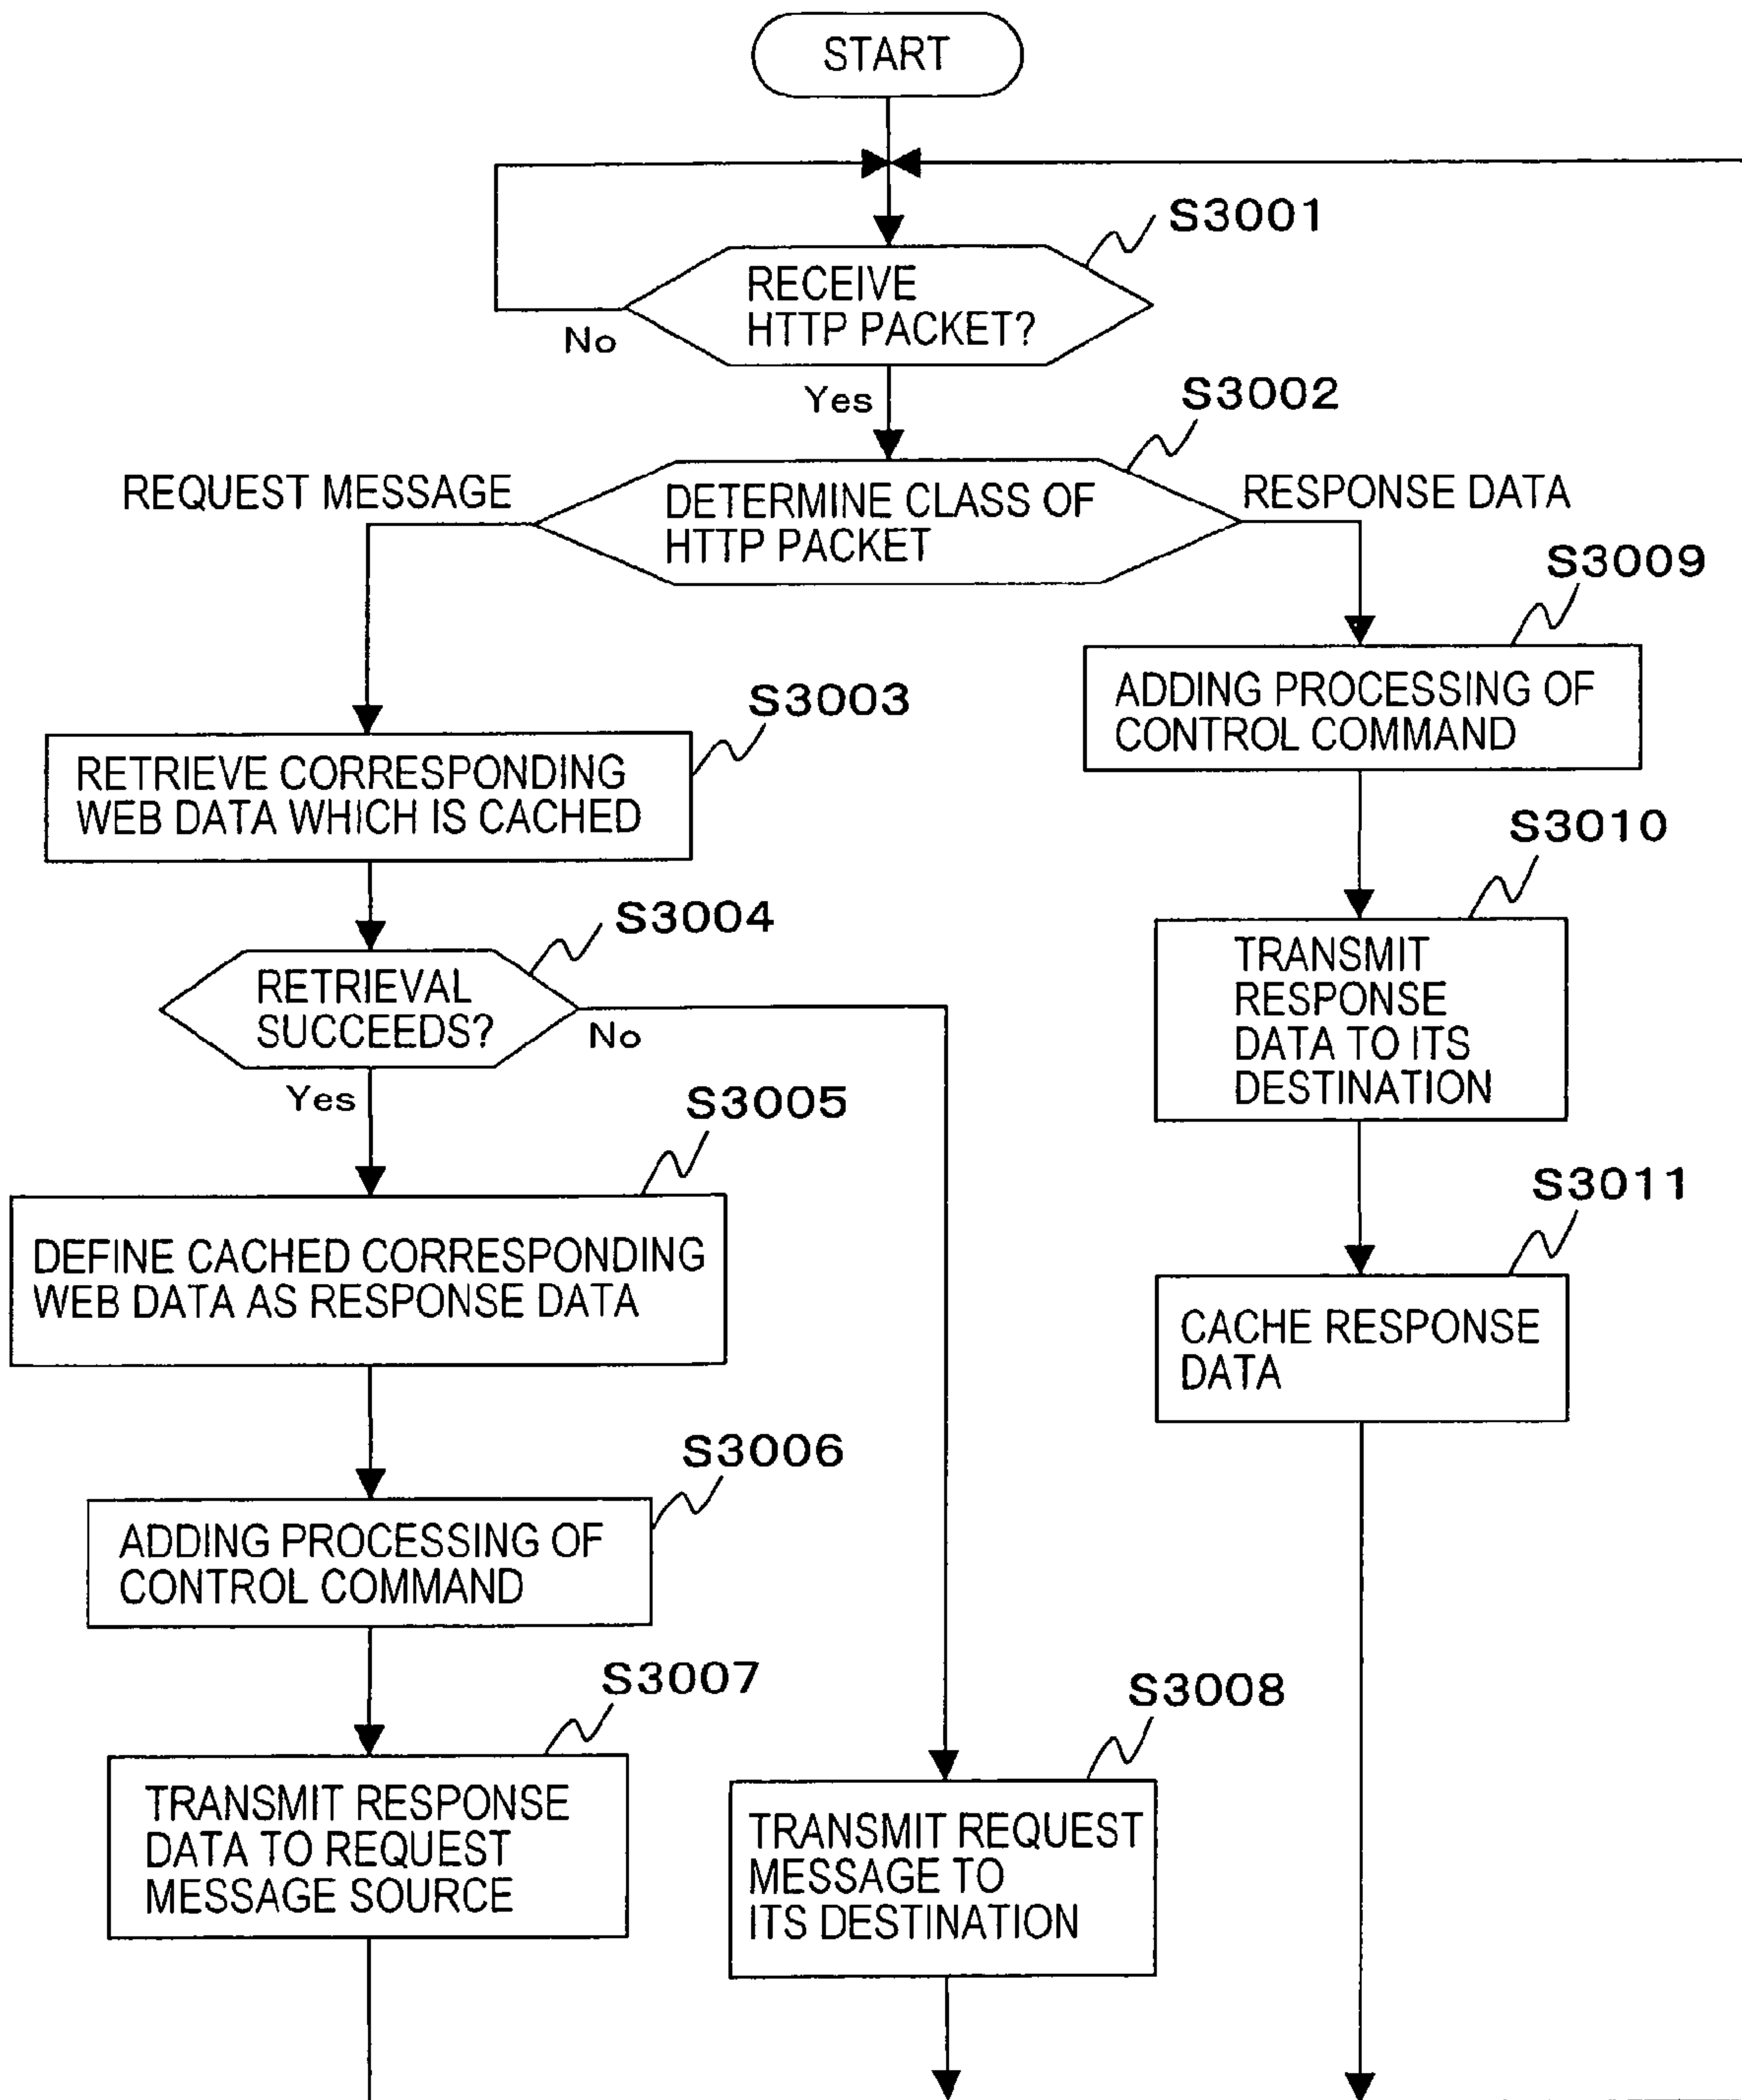 START
S3001
RECEIVE
HTTP PACKET?
No
Yes
S3002
REQUEST MESSAGE
DETERMINE CLASS OF
HTTP PACKET
RESPONSE DATA
S3009
ADDING PROCESSING OF
CONTROL COMMAND
S3003
RETRIEVE CORRESPONDING
WEB DATA WHICH IS CACHED
S3010
TRANSMIT
RESPONSE
DATA TO ITS
DESTINATION
S3004
RETRIEVAL
SUCCEEDS?
No
Yes
S3005
DEFINE CACHED CORRESPONDING
WEB DATA AS RESPONSE DATA
S3011
CACHE RESPONSE
DATA
S3006
ADDING PROCESSING OF
CONTROL COMMAND
S3007
TRANSMIT RESPONSE
DATA TO REQUEST
MESSAGE SOURCE
S3008
TRANSMIT REQUEST
MESSAGE TO
ITS DESTINATION